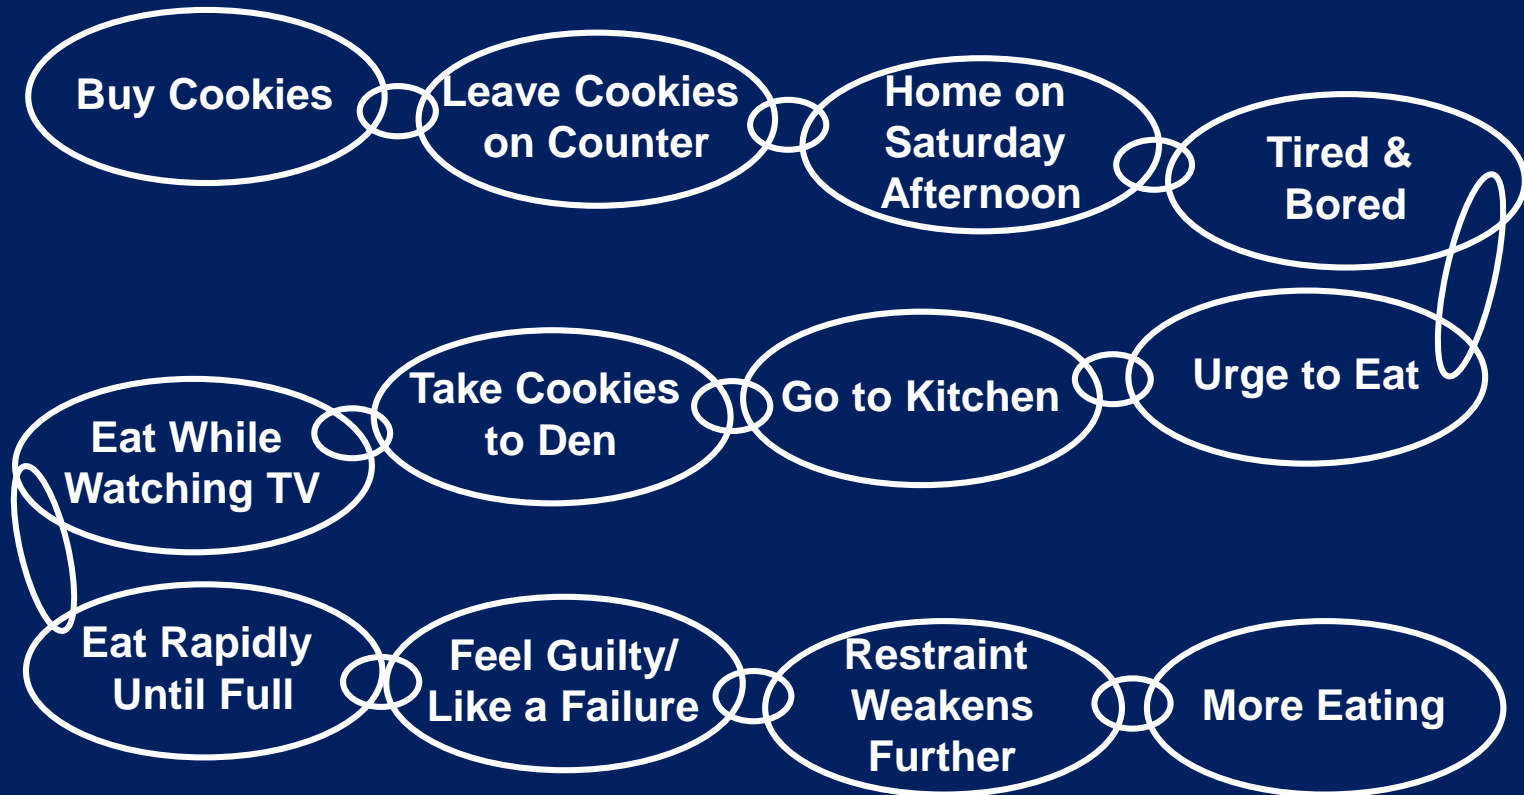 Buy Cookies
Leave Cookies
on Counter
Home on
Saturday
Afternoon
Tired &
Bored
Urge to Eat
Go to Kitchen
Take Cookies
to Den
Eat While
Watching TV
Eat Rapidly
Until Full
Feel Guilty/
Like a Failure
Restraint
Weakens
Further
More Eating